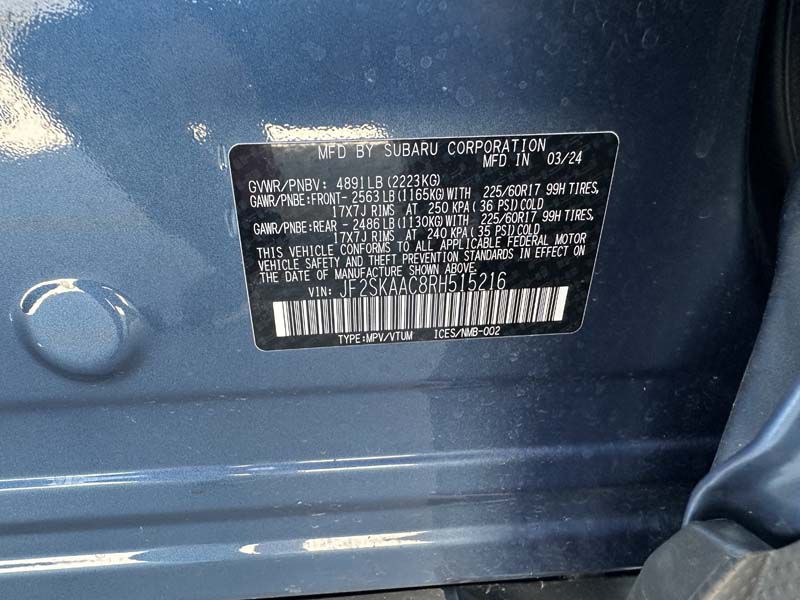 MFD BY SUBARU CORPORATION
MFD IN 03/24
GVWR/PNBV: 4891LB (2223KG)
GAWR/PNBE:FRONT- 2563LB (1165KG)WITH 225/60R17 99H TIRES,
17X7J RIMS AT 250 KPA (36 PSI)COLD
GAWR/PNBE:REAR - 2486LB (1130KG)WITH 225/60R17 99H TIRES,
17X7J RIMS AT 240 KPA (35 PSI)COLD
THIS VEHICLE CONFORMS TO ALL APPLICABLE FEDERAL MOTOR
VEHICLE SAFETY AND THEFT PREVENTION STANDARDS IN EFFECT ON
THE DATE OF MANUFACTURE SHOWN ABOVE.
VIN: JF2SKAAC8RH515216
TYPE:MPV/VTUM ICES/NMB-002